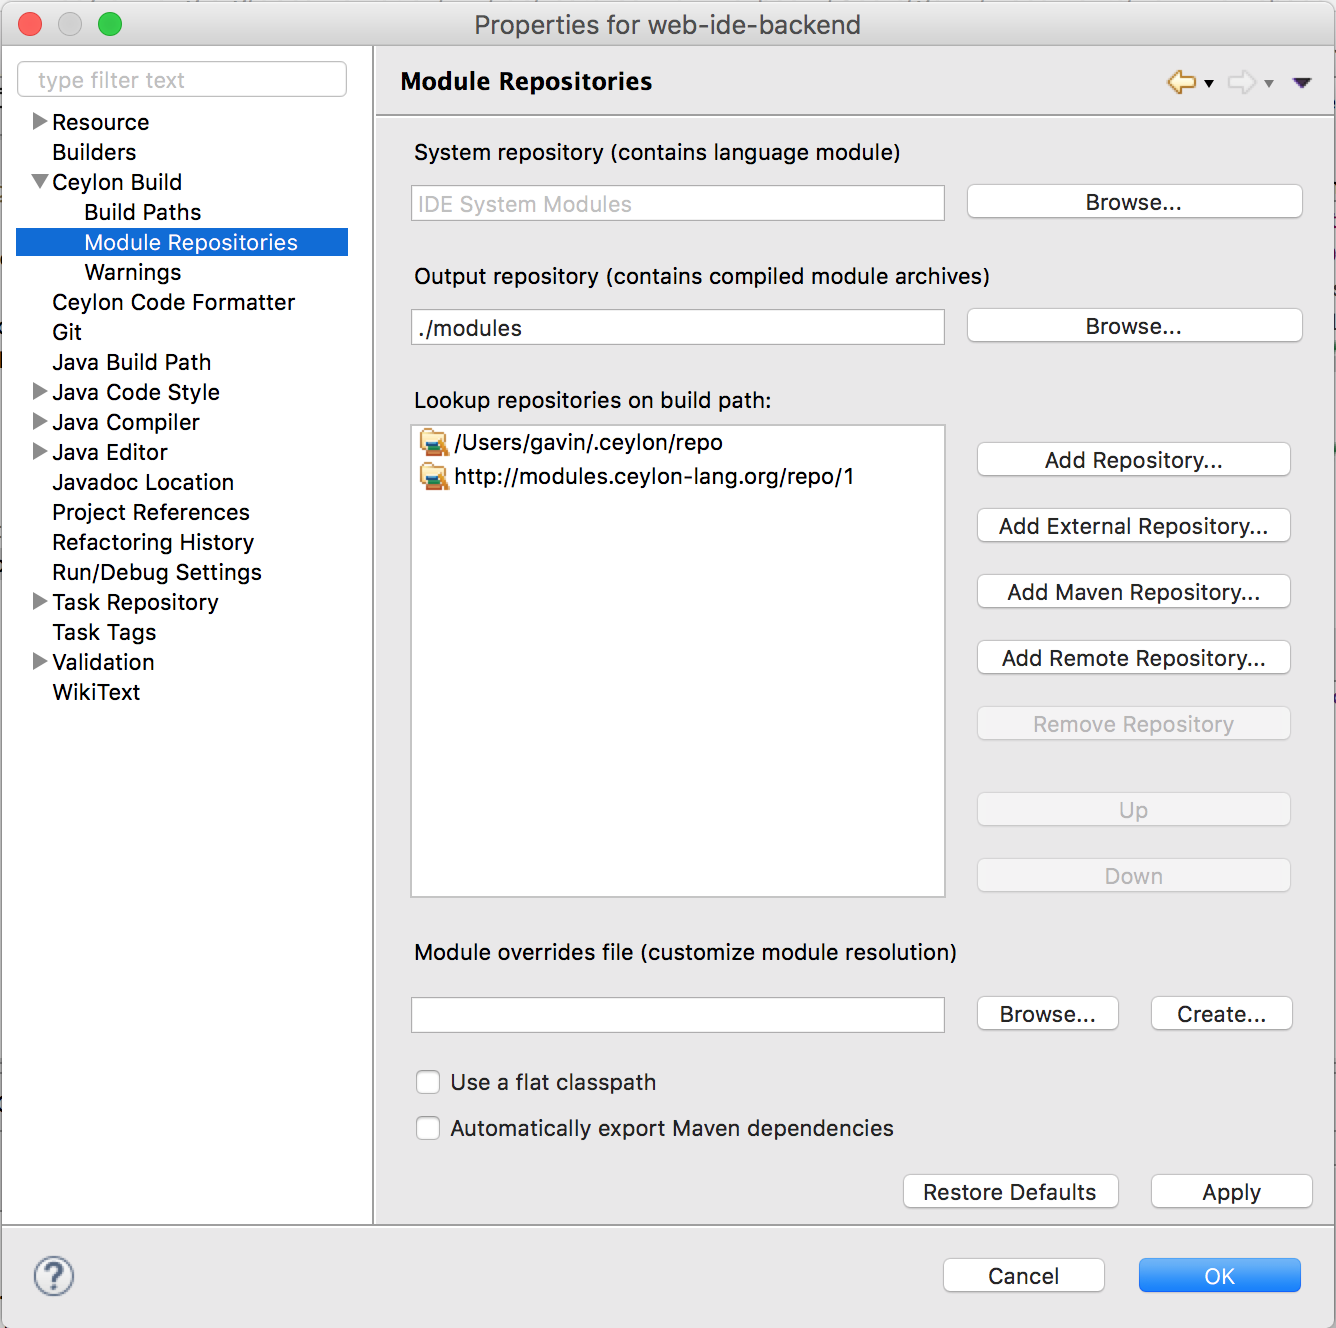 Properties for web-ide-backend
type filter text
Resource
Builders
Ceylon Build
Build Paths
Module Repositories
Warnings
Ceylon Code Formatter
Git
Java Build Path
Java Code Style
Java Compiler
Java Editor
Javadoc Location
Project References
Refactoring History
Run/Debug Settings
Task Repository
Task Tags
Validation
WikiText
Module Repositories
System repository (contains language module)
IDE System Modules
Browse...
Output repository (contains compiled module archives)
./modules
Browse...
Lookup repositories on build path:
/Users/gavin/.ceylon/repo
http://modules.ceylon-lang.org/repo/1
Add Repository...
Add External Repository...
Add Maven Repository...
Add Remote Repository...
Remove Repository
Up
Down
Module overrides file (customize module resolution)
Browse...
Create...
Use a flat classpath
Automatically export Maven dependencies
Restore Defaults
Apply
?
Cancel
OK